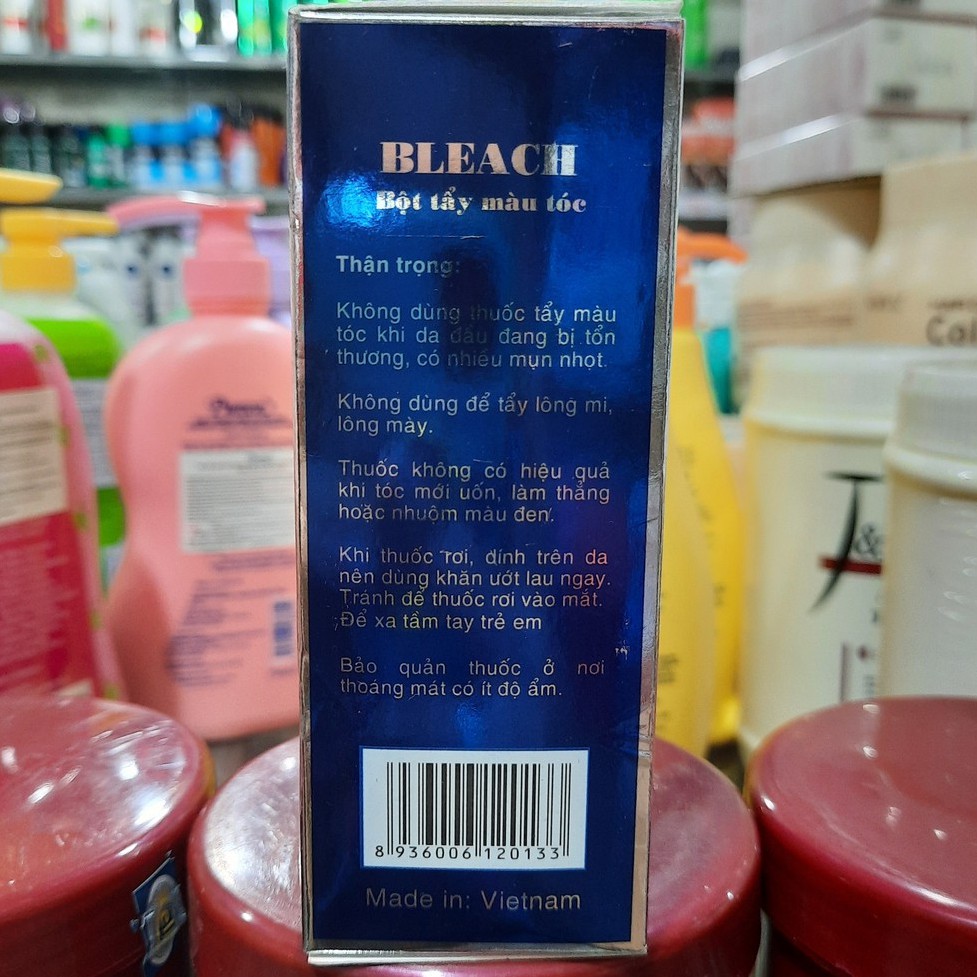 BLEACH
Bột tẩy màu tóc
Thận trọng:
Không dùng thuốc tẩy màu
tóc khi da đầu đang bị tổn
thương, có nhiều mụn nhọt.
Không dùng để tẩy lông mi,
lông mày.
Thuốc không có hiệu quả
khi tóc mới uốn, làm thẳng
hoặc nhuộm màu đen.
Khi thuốc rơi, dính trên da
nên dùng khăn ướt lau ngay.
Tránh để thuốc rơi vào mắt.
Để xa tầm tay trẻ em
Bảo quản thuốc ở nơi
thoáng mát có ít độ ẩm.
8 936006 120133
Made in: Vietnam